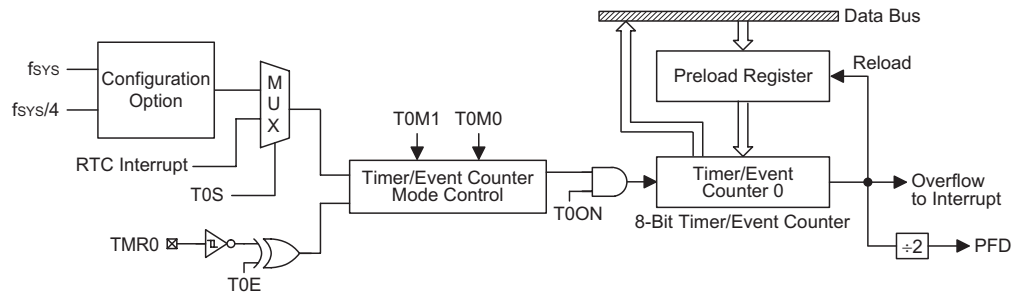 Data Bus
fSYS
fSYS/4
Configuration
Option
M
U
X
RTC Interrupt
T0S
T0M1
T0M0
Preload Register
Reload
Timer/Event Counter
Mode Control
T0ON
Timer/Event
Counter 0
8-Bit Timer/Event Counter
Overflow
to Interrupt
TMR0
T0E
÷2
PFD